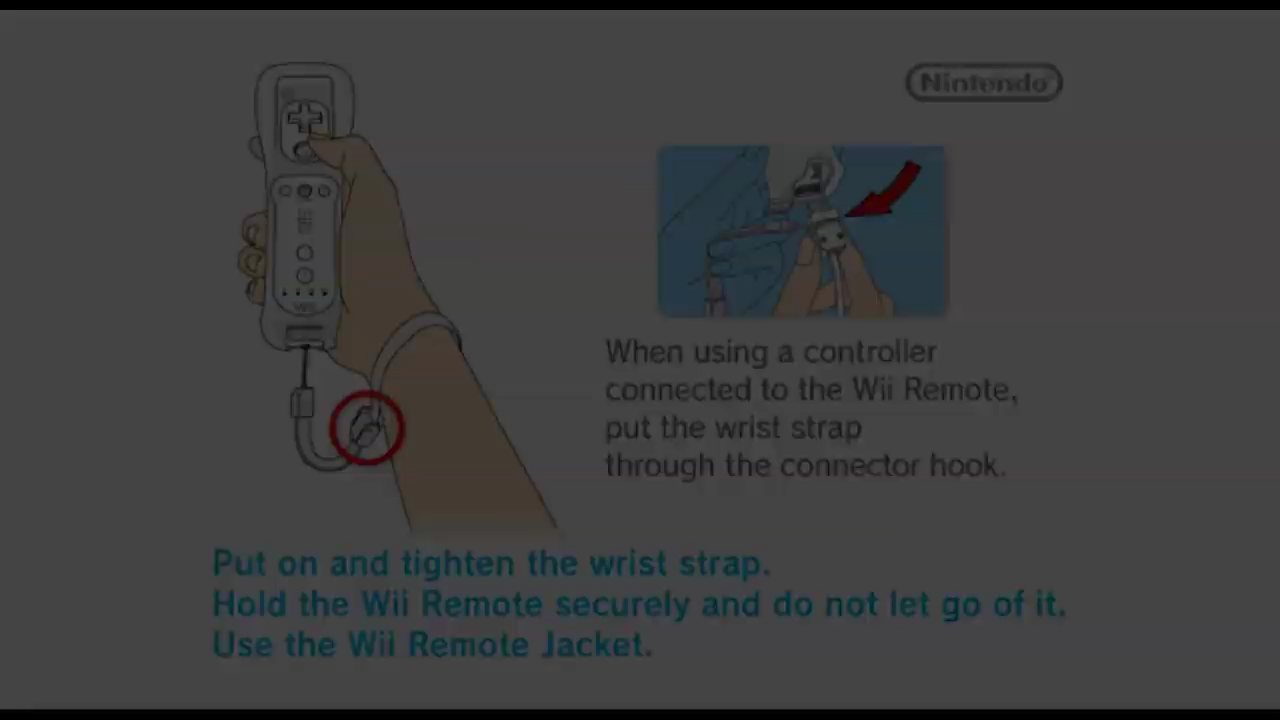 Nintendo
When using a controller
connected to the Wii Remote,
put the wrist strap
through the connector hook.
Put on and tighten the wrist strap.
Hold the Wii Remote securely and do not let go of it.
Use the Wii Remote Jacket.